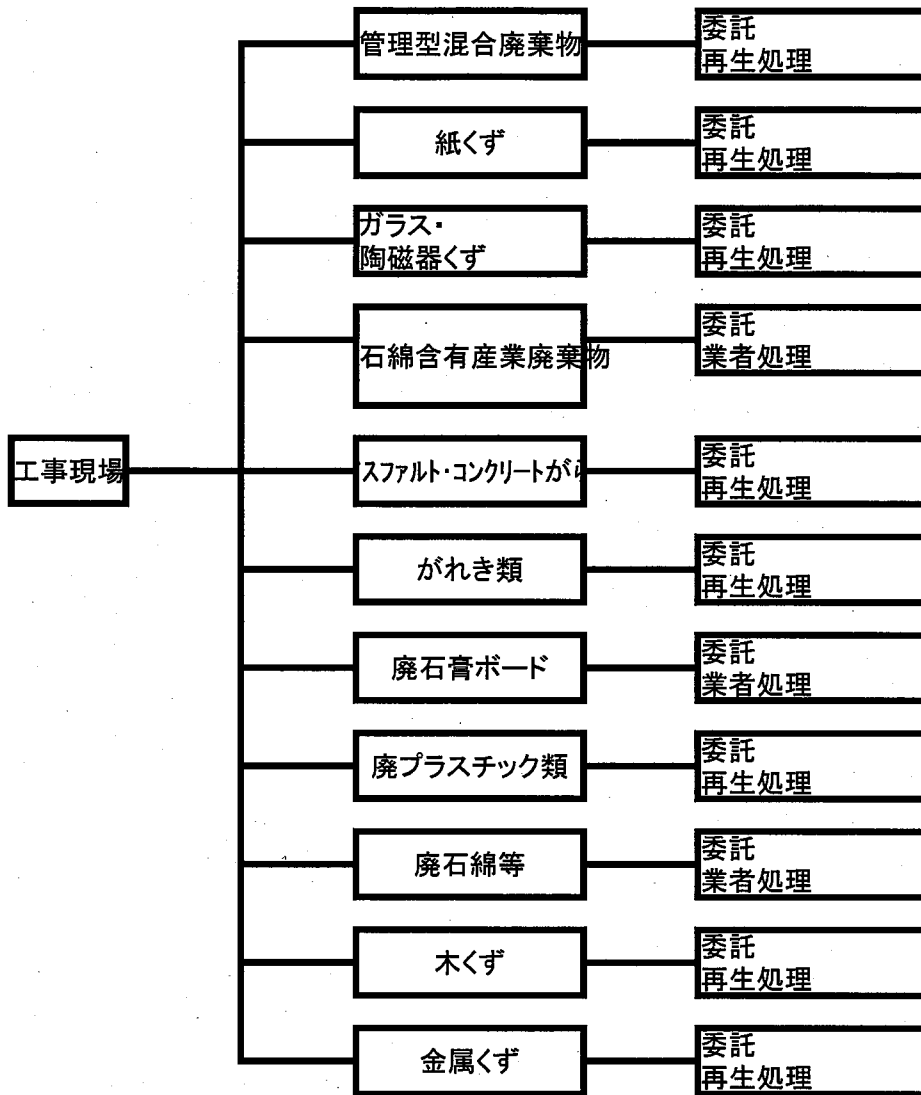 管理型混合廃棄物
委託
再生処理
紙くず
委託
再生処理
ガラス・
陶磁器くず
委託
再生処理
石綿含有産業廃棄物
委託
業者処理
工事現場
スファルト・コンクリートがら
委託
再生処理
がれき類
委託
再生処理
廃石膏ボード
委託
業者処理
廃プラスチック類
委託
再生処理
廃石綿等
委託
業者処理
木くず
委託
再生処理
金属くず
委託
再生処理